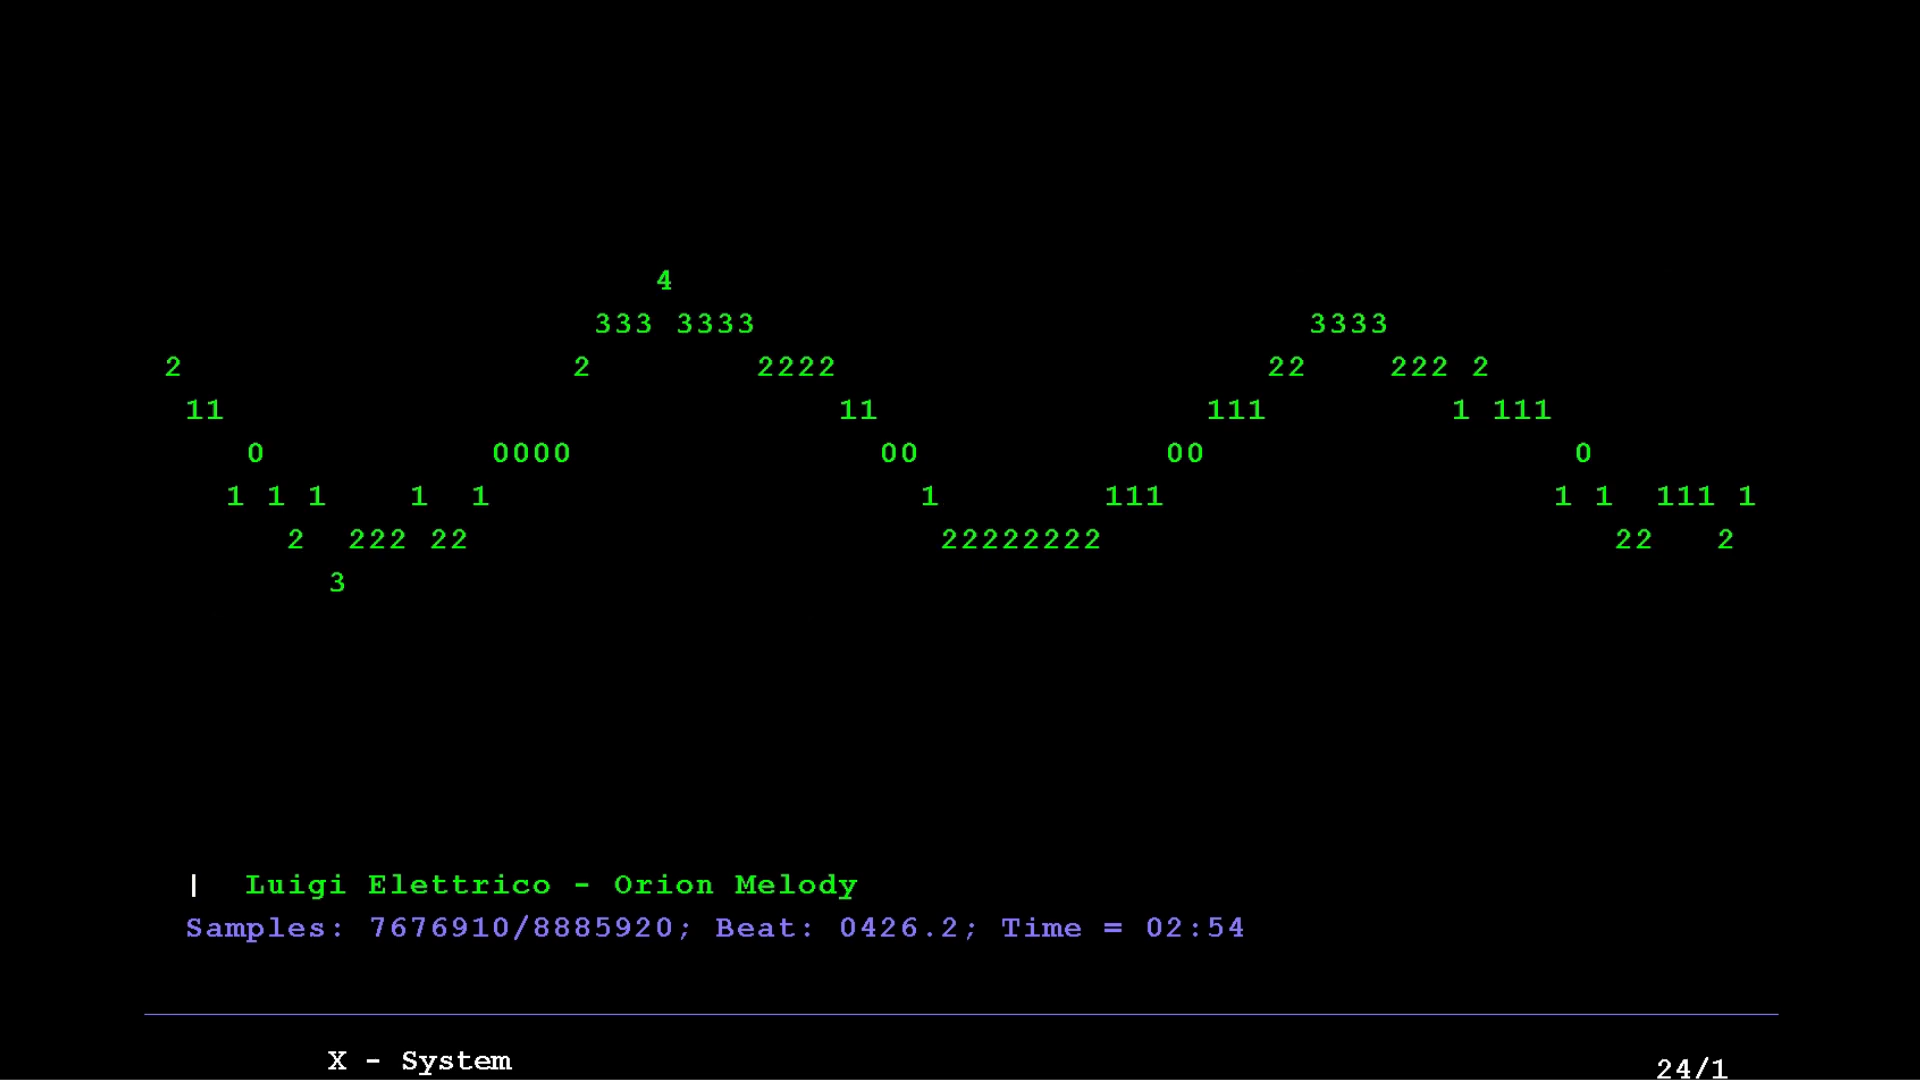 4
333 3333 3333
2 2 2222 22 222 2
11 11 111 1 111
0 0000 00 00 0
1 1 1 1 1 1 111 1 1 111 1
2 222 22 22222222 22 2
3
| Luigi Elettrico - Orion Melody
Samples: 7676910/8885920; Beat: 0426.2; Time = 02:54
X - System
24/1